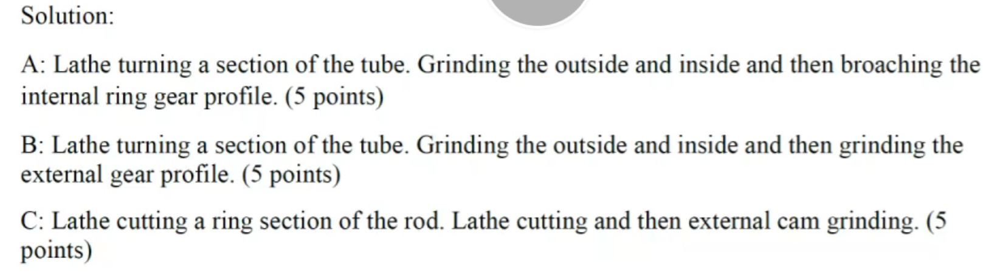 Solution:
A: Lathe turning a section of the tube. Grinding the outside and inside and then broaching the
internal ring gear profile. (5 points)
B: Lathe turning a section of the tube. Grinding the outside and inside and then grinding the
external gear profile. (5 points)
C: Lathe cutting a ring section of the rod. Lathe cutting and then external cam grinding. (5
points)